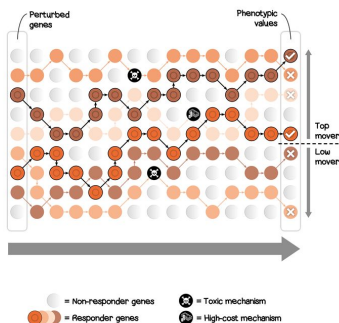 Perturbed
genes
Phenotypic
values
Top
mover
Low
mover
= Non-responder genes
= Toxic mechanism
= Responder genes
= High-cost mechanism